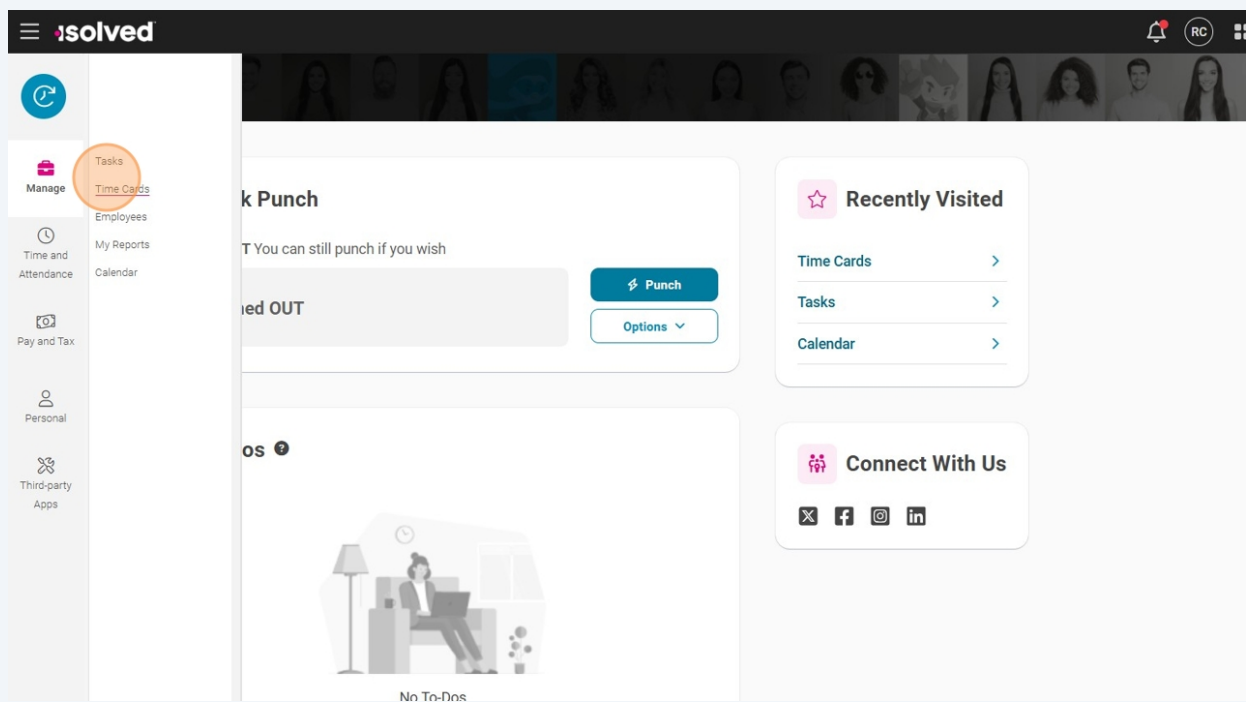 isolved
RC
Manage
Time and
Attendance
Pay and Tax
Personal
Third-party
Apps
Tasks
Time Cards
Employees
My Reports
Calendar
k Punch
T You can still punch if you wish
ned OUT
Punch
Options
os ?
No To-Dos
Recently Visited
Time Cards
Tasks
Calendar
Connect With Us